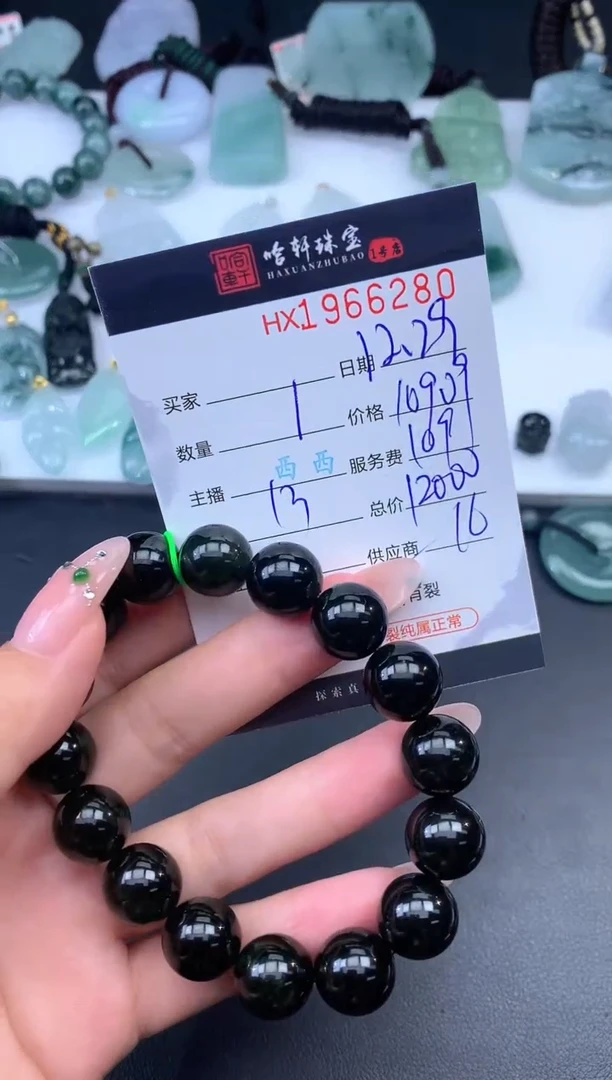 哈轩珠宝 1号店
HAXUANZHUBAO
HX1966280
买家 日期 12.29
数量 1 价格 10909
主播 西西 服务费 1091
13 总价 12000
供应商 16
裂
裂纯属正常
探索真